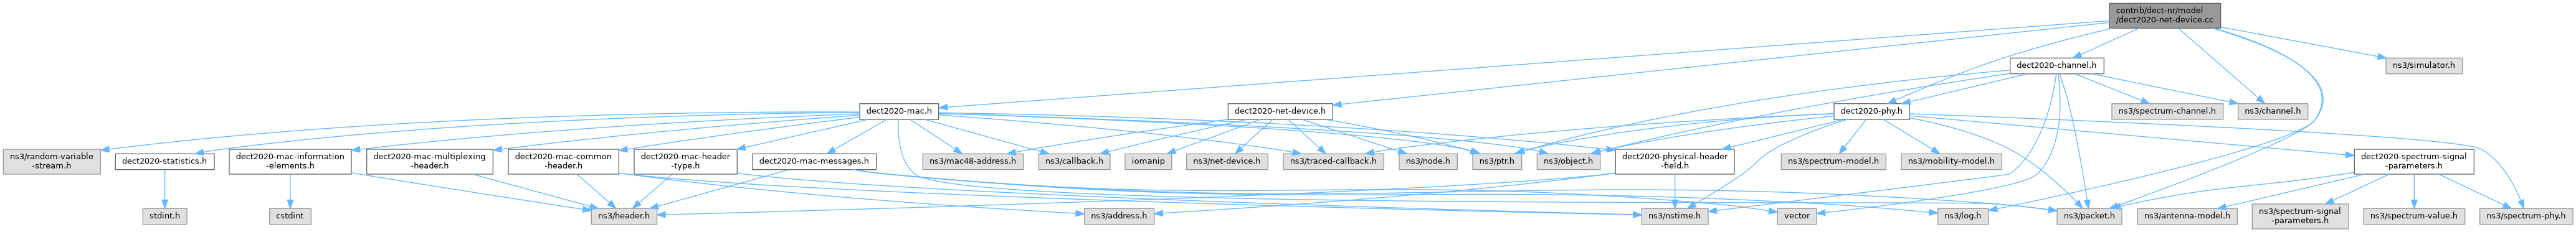 contrib/dect-nr/model
/dect2020-net-device.cc
dect2020-channel.h
ns3/simulator.h
dect2020-mac.h
dect2020-net-device.h
dect2020-phy.h
ns3/spectrum-channel.h
ns3/channel.h
ns3/random-variable
-stream.h
dect2020-statistics.h
dect2020-mac-information
-elements.h
dect2020-mac-multiplexing
-header.h
dect2020-mac-common
-header.h
dect2020-mac-header
-type.h
dect2020-mac-messages.h
ns3/mac48-address.h
ns3/callback.h
iomanip
ns3/net-device.h
ns3/traced-callback.h
ns3/node.h
ns3/ptr.h
ns3/object.h
dect2020-physical-header
-field.h
ns3/spectrum-model.h
ns3/mobility-model.h
dect2020-spectrum-signal
-parameters.h
stdint.h
cstdint
ns3/header.h
ns3/address.h
ns3/nstime.h
vector
ns3/log.h
ns3/packet.h
ns3/antenna-model.h
ns3/spectrum-signal
-parameters.h
ns3/spectrum-value.h
ns3/spectrum-phy.h